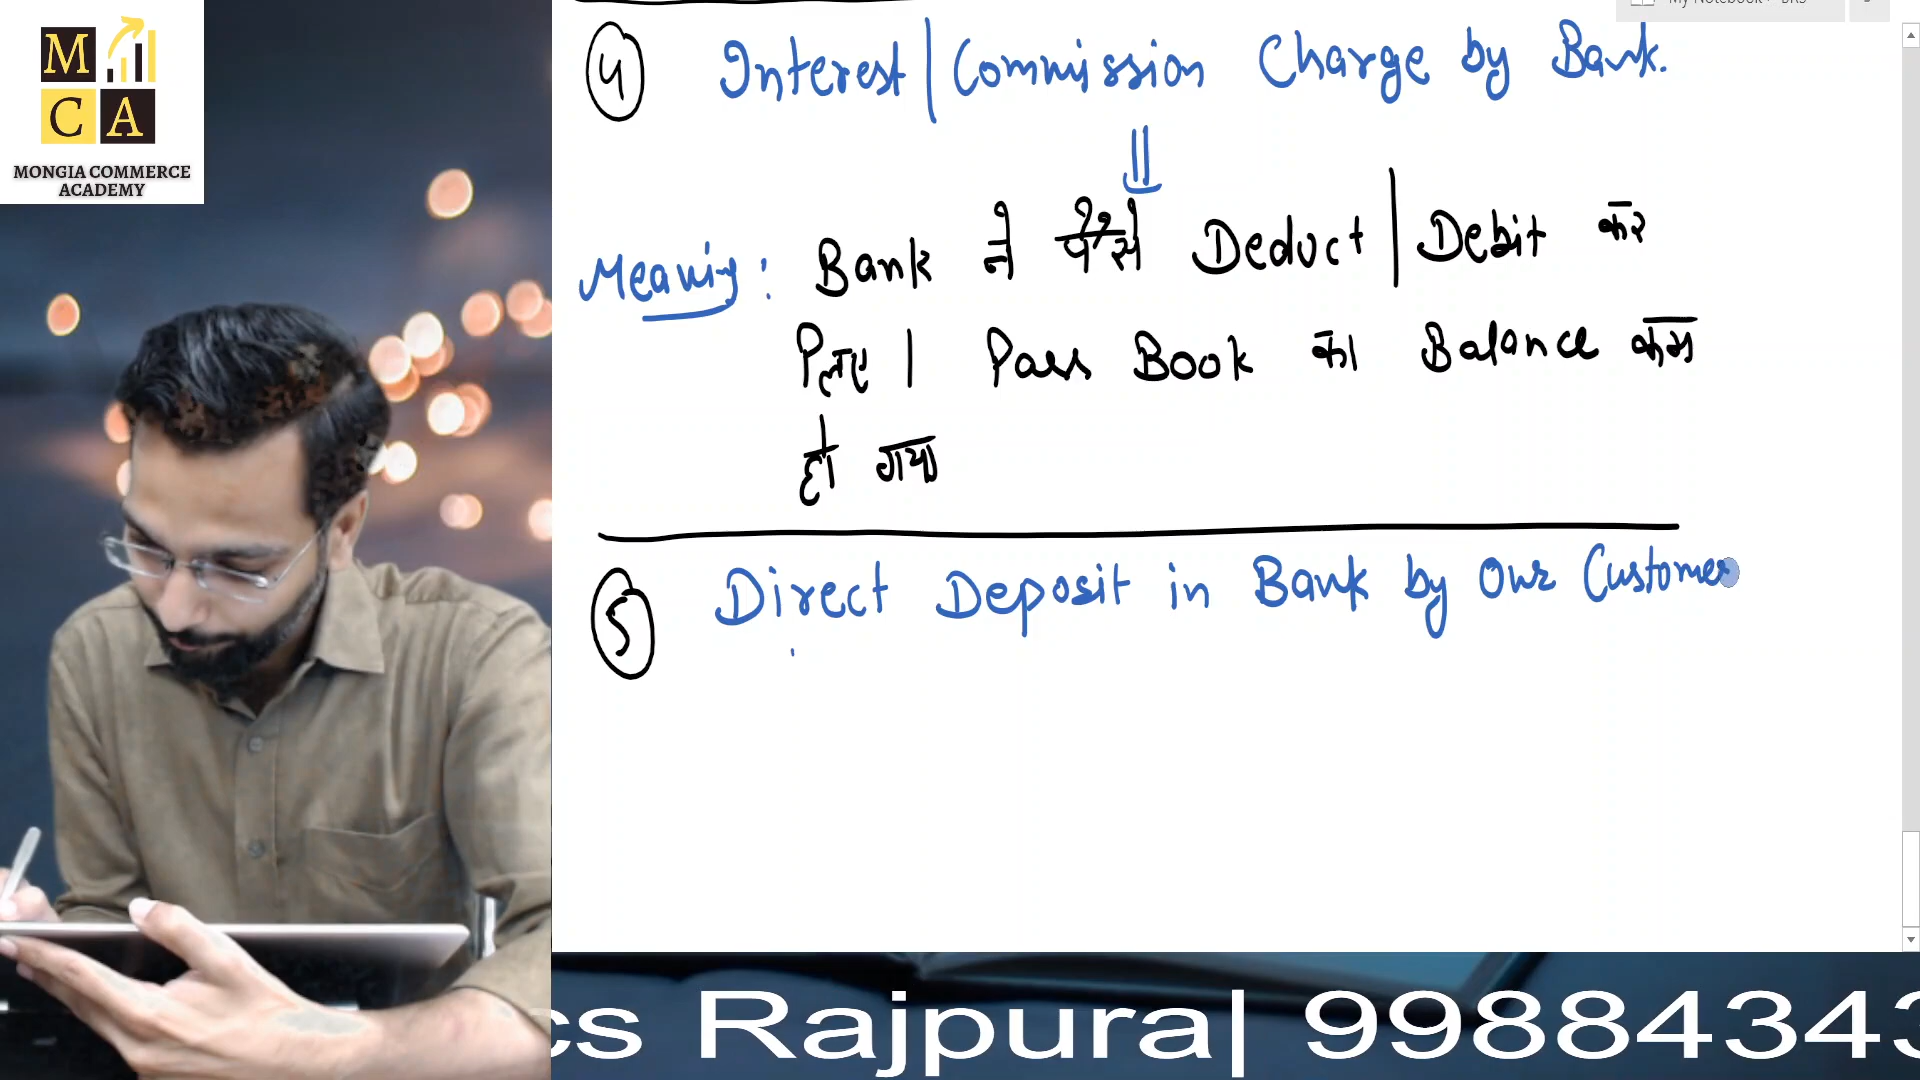 M
C A
MONGIA COMMERCE
ACADEMY
4 Interest | Commission Charge by Bank.
Meaning : Bank ने पैसे Deduct | Debit कर
लिए | Pass Book का Balance कम
हो गया
5 Direct Deposit in Bank by Our Customer
cs Rajpura| 99884343